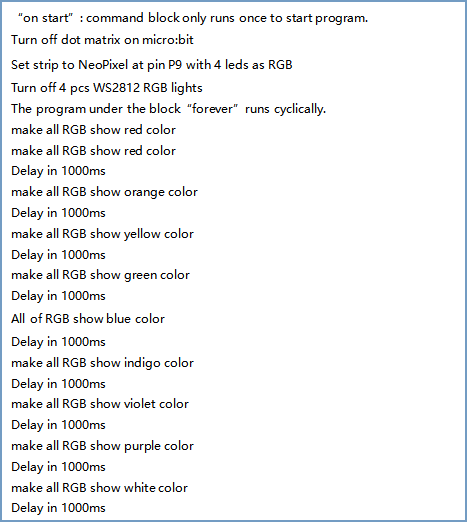 “on start”: command block only runs once to start program.
Turn off dot matrix on micro:bit
Set strip to NeoPixel at pin P9 with 4 leds as RGB
Turn off 4 pcs WS2812 RGB lights
The program under the block “forever” runs cyclically.
make all RGB show red color
make all RGB show red color
Delay in 1000ms
make all RGB show orange color
Delay in 1000ms
make all RGB show yellow color
Delay in 1000ms
make all RGB show green color
Delay in 1000ms
All of RGB show blue color
Delay in 1000ms
make all RGB show indigo color
Delay in 1000ms
make all RGB show violet color
Delay in 1000ms
make all RGB show purple color
Delay in 1000ms
make all RGB show white color
Delay in 1000ms